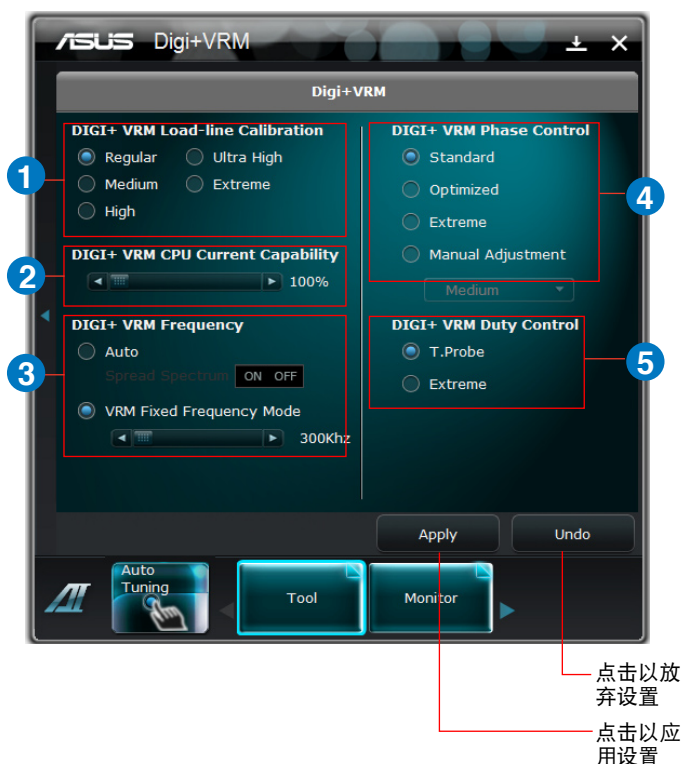 ASUS Digi+VRM
Digi+VRM
DIGI+ VRM Load-line Calibration
Regular
Ultra High
Medium
Extreme
High
1
DIGI+ VRM CPU Current Capability
100%
2
DIGI+ VRM Frequency
Auto
Spread Spectrum ON OFF
VRM Fixed Frequency Mode
300Khz
3
DIGI+ VRM Phase Control
Standard
Optimized
Extreme
Manual Adjustment
Medium
4
DIGI+ VRM Duty Control
T.Probe
Extreme
5
Apply
Undo
Auto
Tuning
Tool
Monitor
点击以放
弃设置
点击以应
用设置